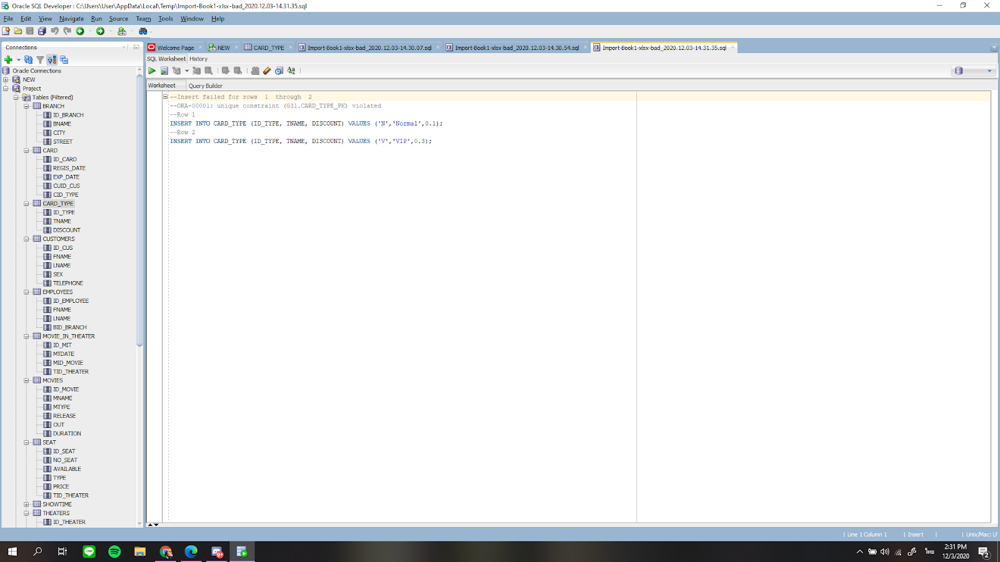 Oracle SQL Developer : C:\Users\User\AppData\Local\Temp\Import-Book1-xlsx-bad_2020.12.03-14.31.35.sql
File Edit View Navigate Run Source Team Tools Window Help
Connections
Welcome Page NEW CARD_TYPE Import-Book1-xlsx-bad_2020.12.03-14.30.07.sql Import-Book1-xlsx-bad_2020.12.03-14.30.54.sql Import-Book1-xlsx-bad_2020.12.03-14.31.35.sql
SQL Worksheet History
Aa
Worksheet Query Builder
--Insert failed for rows 1 through 2
--ORA-00001: unique constraint (G31.CARD_TYPE_PK) violated
--Row 1
INSERT INTO CARD_TYPE (ID_TYPE, TNAME, DISCOUNT) VALUES ('N','Normal',0.1);
--Row 2
INSERT INTO CARD_TYPE (ID_TYPE, TNAME, DISCOUNT) VALUES ('V','VIP',0.3);
Oracle Connections
NEW
Project
Tables (Filtered)
BRANCH
ID_BRANCH
BNAME
CITY
STREET
CARD
ID_CARD
REGIS_DATE
EXP_DATE
CUID_CUS
CID_TYPE
CARD_TYPE
ID_TYPE
TNAME
DISCOUNT
CUSTOMERS
ID_CUS
FNAME
LNAME
SEX
TELEPHONE
EMPLOYEES
ID_EMPLOYEE
FNAME
LNAME
BID_BRANCH
MOVIE_IN_THEATER
ID_MIT
MTDATE
MID_MOVIE
TID_THEATER
MOVIES
ID_MOVIE
MNAME
MTYPE
RELEASE
OUT
DURATION
SEAT
ID_SEAT
NO_SEAT
AVAILABLE
TYPE
PRICE
TID_THEATER
SHOWTIME
THEATERS
ID_THEATER
Line 1 Column 1 Insert Unix/Mac: LF
ไทย
2:31 PM
12/3/2020
2